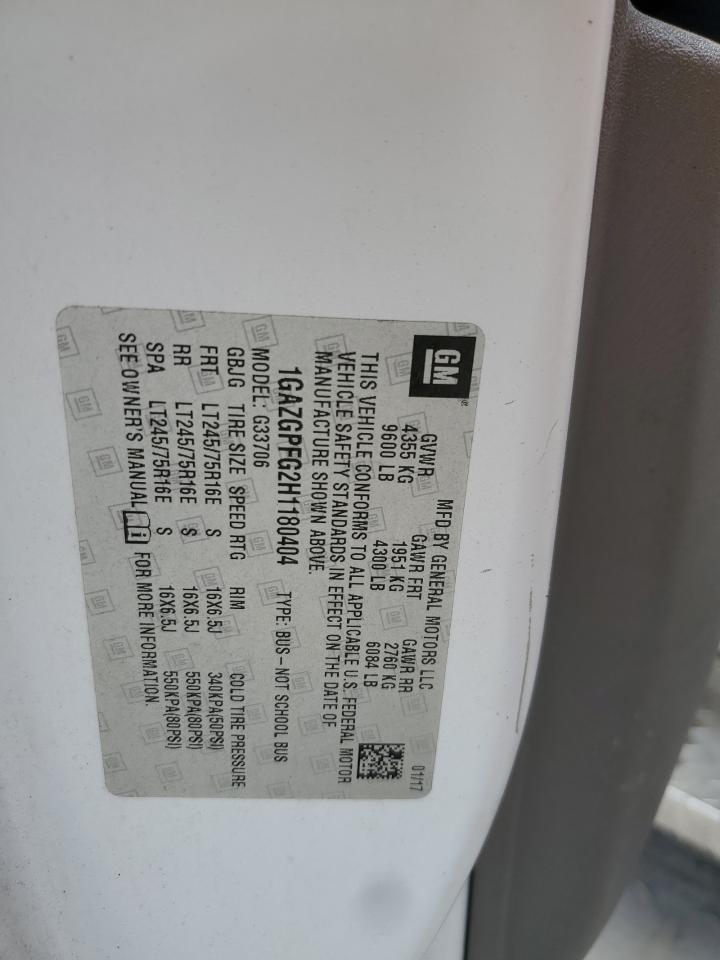 GM
MFD BY GENERAL MOTORS LLC 01/17
GVWR GAWR FRT GAWR RR
4355 KG 1951 KG 2760 KG
9600 LB 4300 LB 6084 LB
THIS VEHICLE CONFORMS TO ALL APPLICABLE U.S. FEDERAL MOTOR
VEHICLE SAFETY STANDARDS IN EFFECT ON THE DATE OF
MANUFACTURE SHOWN ABOVE.
1GAZGPFG2H1180404 TYPE: BUS – NOT SCHOOL BUS
MODEL: G33706
GBJG TIRE SIZE SPEED RTG RIM COLD TIRE PRESSURE
FRT LT245/75R16E S 16X6.5J 340KPA(50PSI)
RR LT245/75R16E S 16X6.5J 550KPA(80PSI)
SPA LT245/75R16E S 16X6.5J 550KPA(80PSI)
SEE OWNER'S MANUAL FOR MORE INFORMATION.